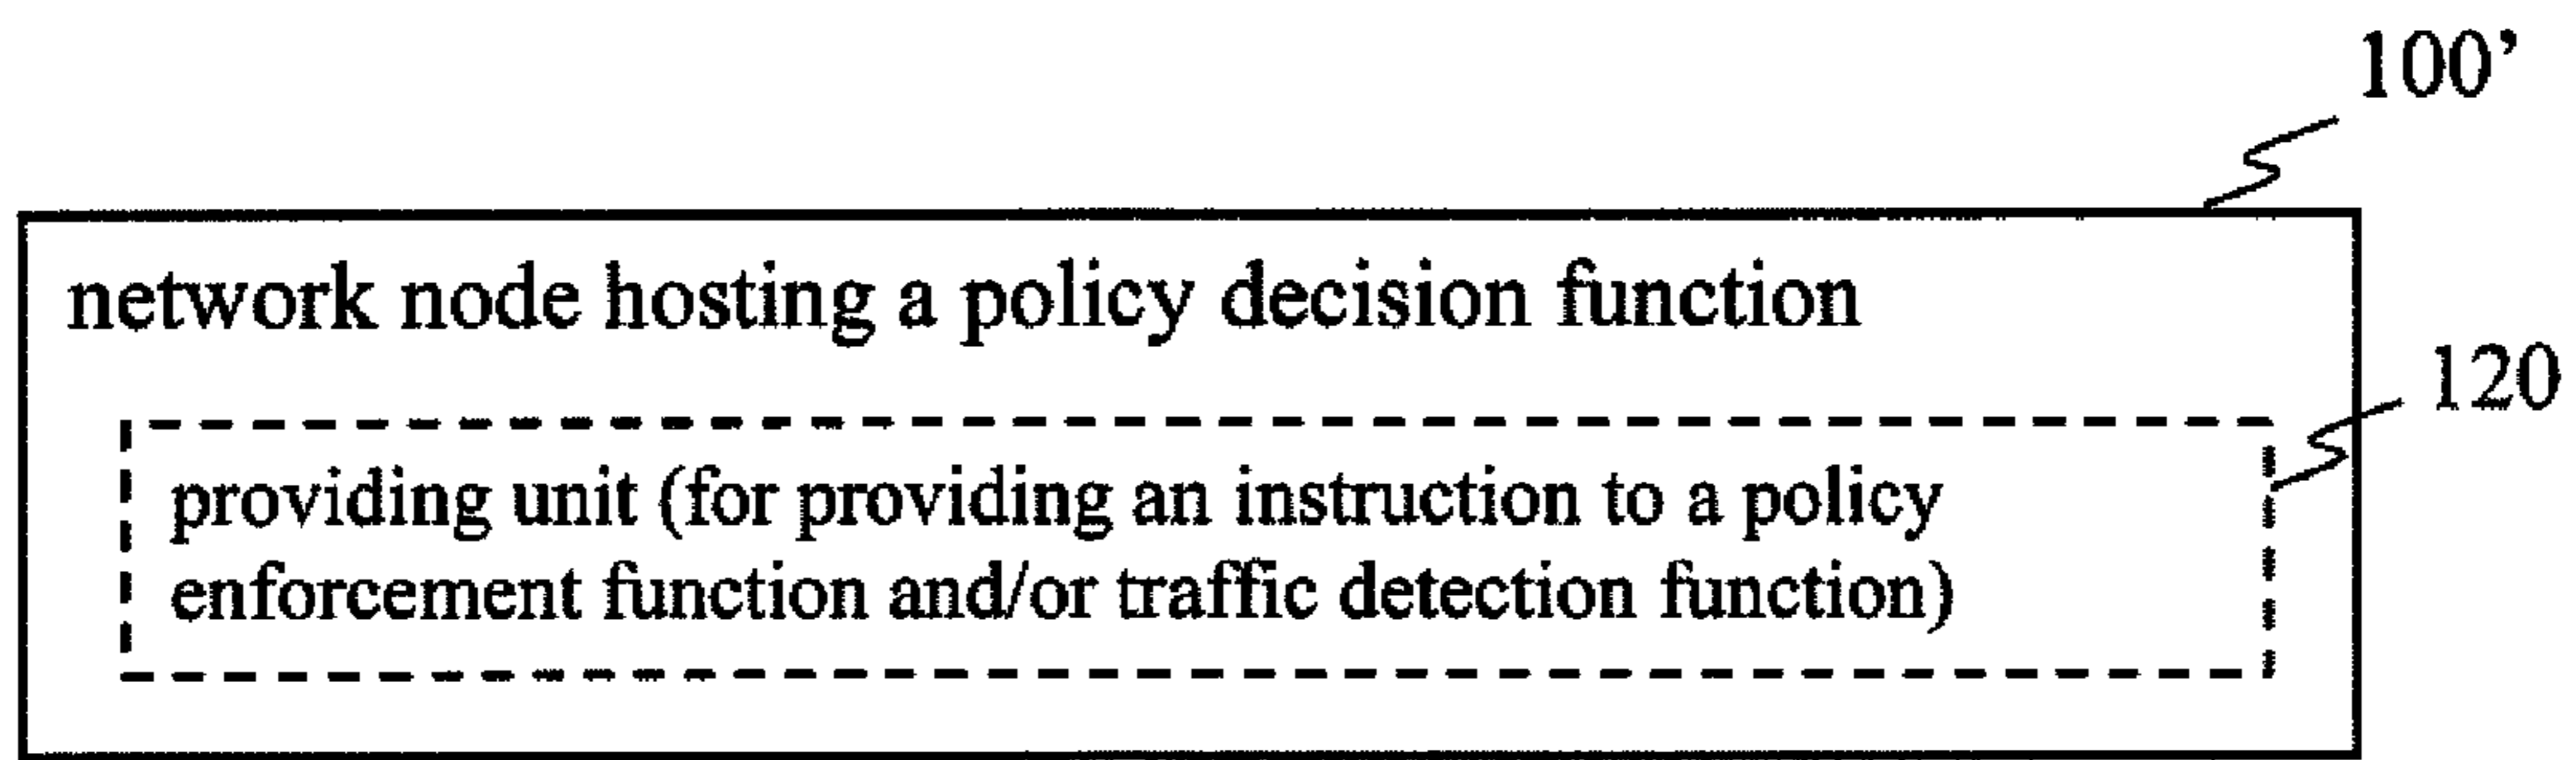 100’
network node hosting a policy decision function
120
providing unit (for providing an instruction to a policy
enforcement function and/or traffic detection function)